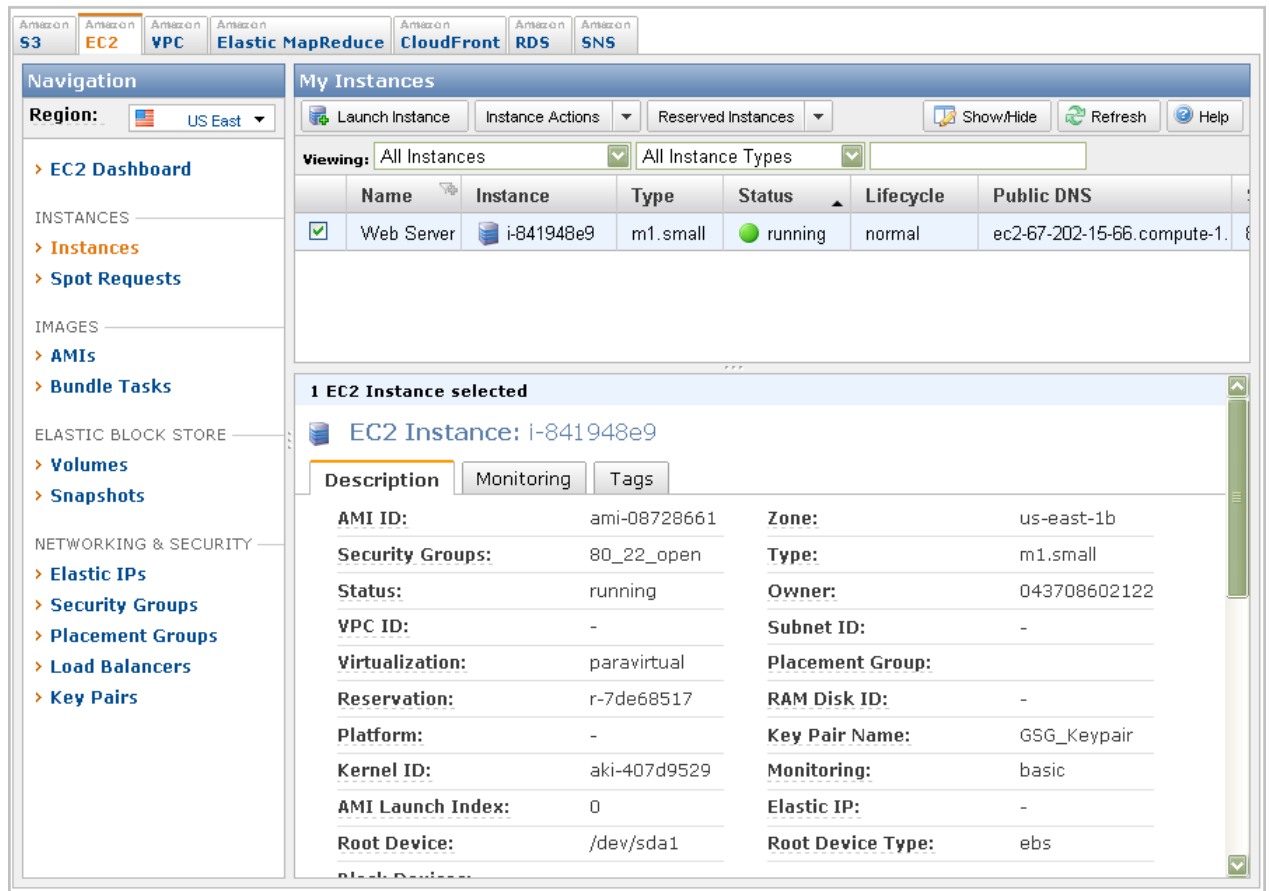 Amazon S3
Amazon EC2
Amazon VPC
Amazon Elastic MapReduce
Amazon CloudFront
Amazon RDS
Amazon SNS
Navigation
Region: US East
EC2 Dashboard
INSTANCES
Instances
Spot Requests
IMAGES
AMIs
Bundle Tasks
ELASTIC BLOCK STORE
Volumes
Snapshots
NETWORKING & SECURITY
Elastic IPs
Security Groups
Placement Groups
Load Balancers
Key Pairs
My Instances
Launch Instance Instance Actions Reserved Instances Show/Hide Refresh Help
Viewing: All Instances All Instance Types
Name Instance Type Status Lifecycle Public DNS
Web Server i-841948e9 m1.small running normal ec2-67-202-15-66.compute-1.
1 EC2 Instance selected
EC2 Instance: i-841948e9
Description Monitoring Tags
AMI ID: ami-08728661 Zone: us-east-1b
Security Groups: 80_22_open Type: m1.small
Status: running Owner: 043708602122
VPC ID: - Subnet ID: -
Virtualization: paravirtual Placement Group:
Reservation: r-7de68517 RAM Disk ID: -
Platform: - Key Pair Name: GSG_Keypair
Kernel ID: aki-407d9529 Monitoring: basic
AMI Launch Index: 0 Elastic IP: -
Root Device: /dev/sda1 Root Device Type: ebs